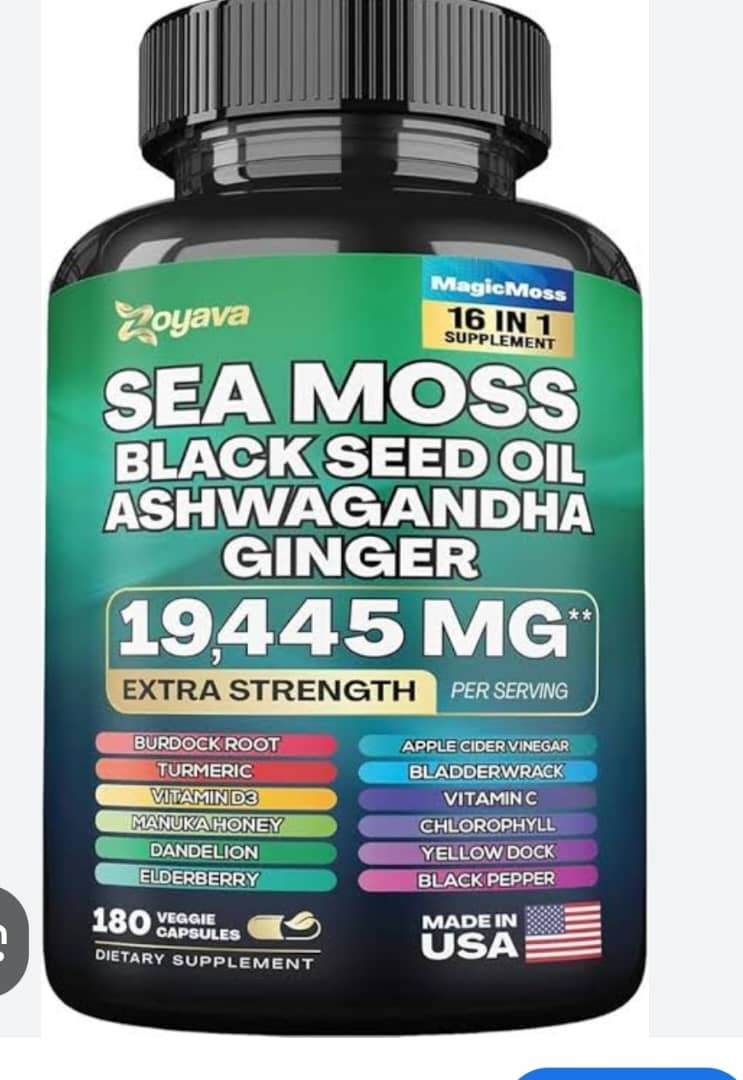 Zoyava
MagicMoss
16 IN 1
SUPPLEMENT
SEA MOSS
BLACK SEED OIL
ASHWAGANDHA
GINGER
19,445 MG**
EXTRA STRENGTH PER SERVING
BURDOCK ROOT
TURMERIC
VITAMIN D3
MANUKA HONEY
DANDELION
ELDERBERRY
APPLE CIDER VINEGAR
BLADDERWRACK
VITAMIN C
CHLOROPHYLL
YELLOW DOCK
BLACK PEPPER
180 VEGGIE
CAPSULES
DIETARY SUPPLEMENT
MADE IN
USA